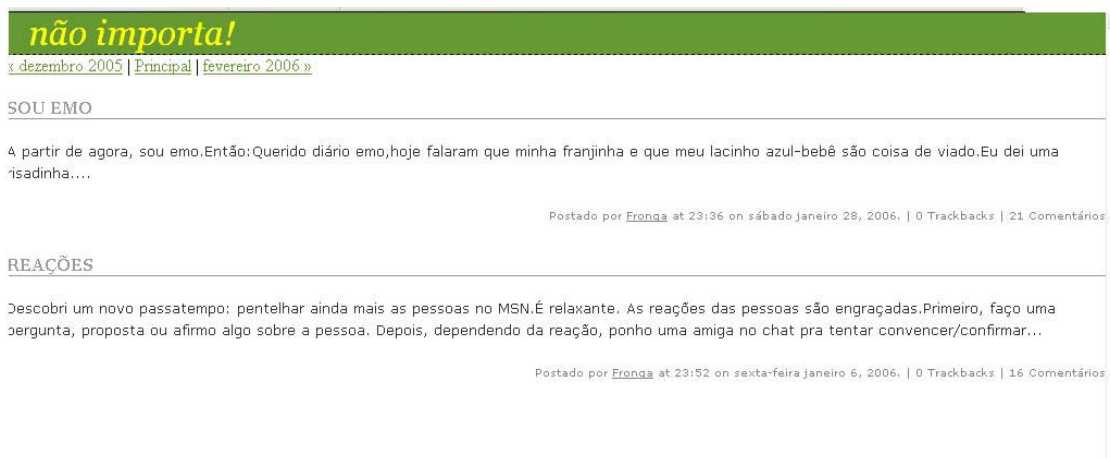 não importa!
« dezembro 2005 | Principal | fevereiro 2006 »
SOU EMO
A partir de agora, sou emo.Então:Querido diário emo,hoje falaram que minha franjinha e que meu lacinho azul-bebê são coisa de viado.Eu dei uma
risadinha....
Postado por Fronga at 23:36 on sábado janeiro 28, 2006. | 0 Trackbacks | 21 Comentários
REAÇÕES
Descobri um novo passatempo: pentelhar ainda mais as pessoas no MSN.É relaxante. As reações das pessoas são engraçadas.Primeiro, faço uma
pergunta, proposta ou afirmo algo sobre a pessoa. Depois, dependendo da reação, ponho uma amiga no chat pra tentar convencer/confirmar...
Postado por Fronga at 23:52 on sexta-feira janeiro 6, 2006. | 0 Trackbacks | 16 Comentários